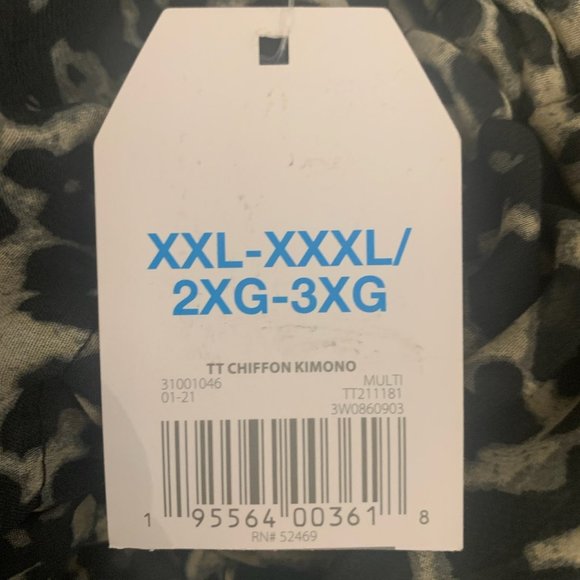 XXL-XXXL/
2XG-3XG
TT CHIFFON KIMONO
31001046 MULTI
01-21 TT211181
3W0860903
1 95564 00361 8
RN# 52469